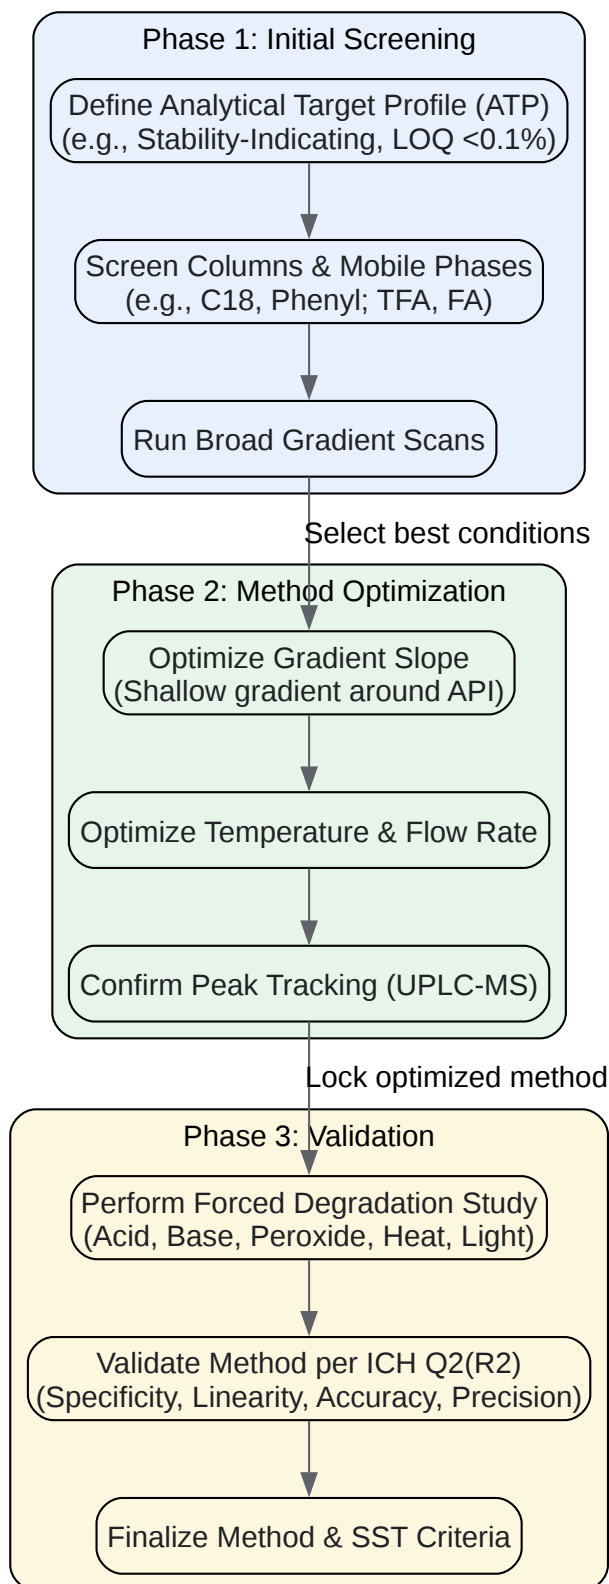 Phase 1: Initial Screening
Define Analytical Target Profile (ATP)
(e.g., Stability-Indicating, LOQ <0.1%)
Screen Columns & Mobile Phases
(e.g., C18, Phenyl; TFA, FA)
Run Broad Gradient Scans
Select best conditions
Phase 2: Method Optimization
Optimize Gradient Slope
(Shallow gradient around API)
Optimize Temperature & Flow Rate
Confirm Peak Tracking (UPLC-MS)
Lock optimized method
Phase 3: Validation
Perform Forced Degradation Study
(Acid, Base, Peroxide, Heat, Light)
Validate Method per ICH Q2(R2)
(Specificity, Linearity, Accuracy, Precision)
Finalize Method & SST Criteria